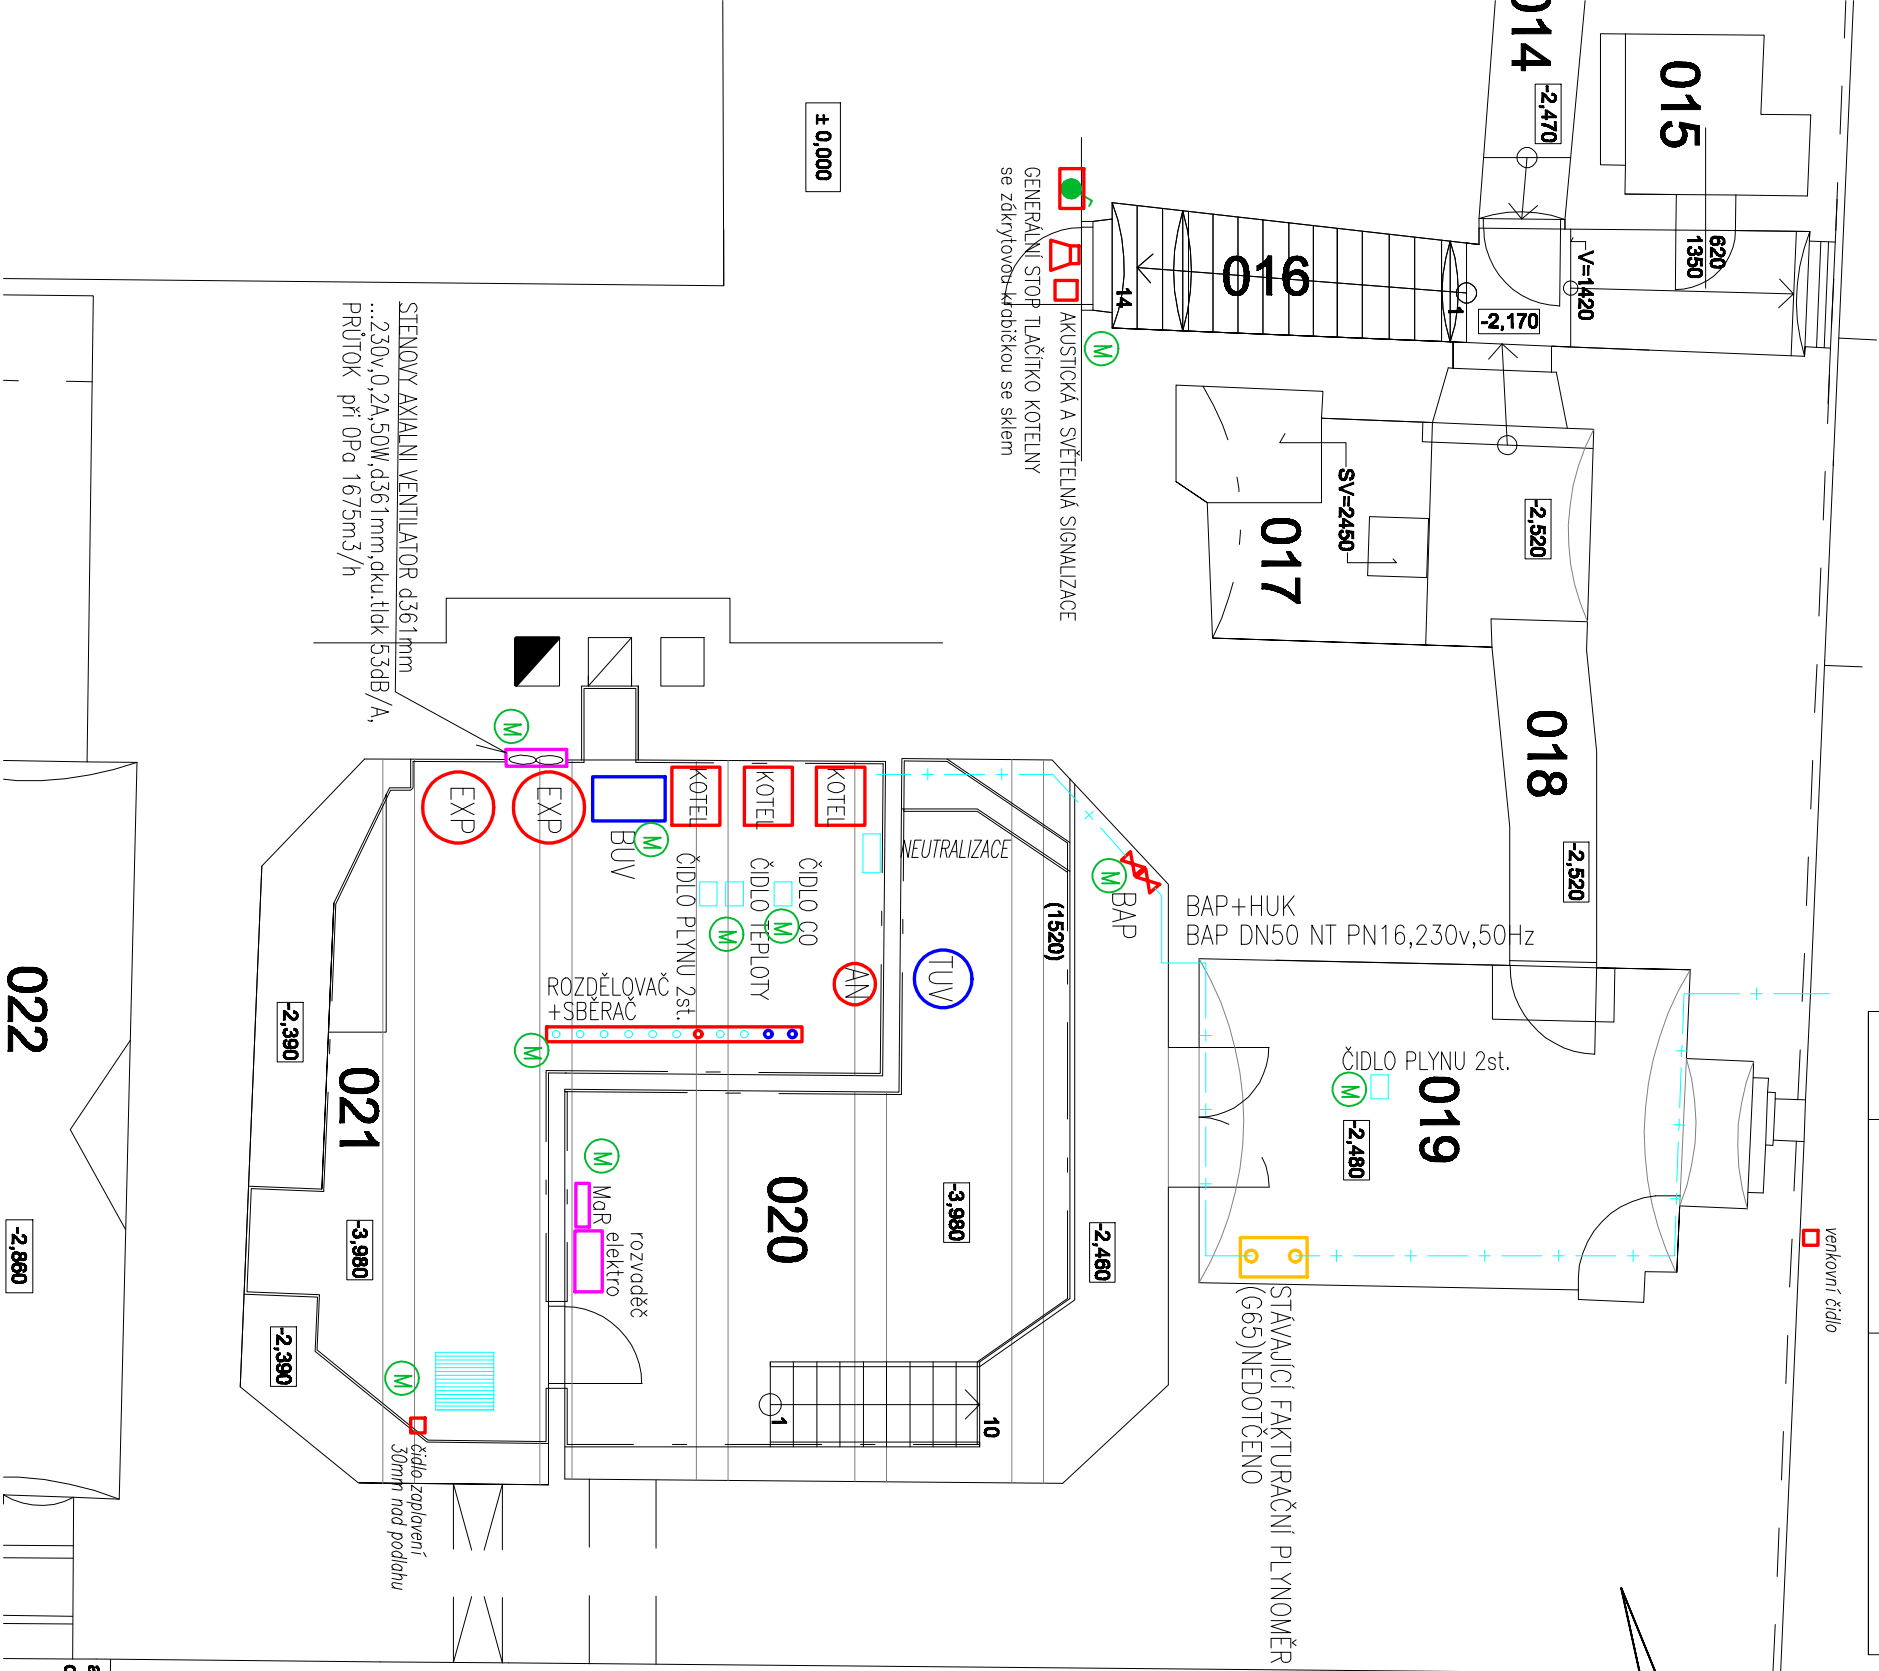 014
-2,470
015
620
1350
V=1420
-2,170
1
016
14
± 0,000
GENERÁLNÍ STOP TLAČÍTKO KOTELNY
se zákrytovou krabičkou se sklem
AKUSTICKÁ A SVĚTELNÁ SIGNALIZACE
M
-2,520
SV=2450
017
018
-2,520
STENOVY AXIALNI VENTILATOR d361mm
...230v,0,2A,50W,d361mm,aku.tlak 53dB/A,
PRŮTOK při 0Pa 1675m3/h
M
EXP
EXP
BUV
M
KOTEL
KOTEL
KOTEL
NEUTRALIZACE
ČIDLO PLYNU 2st.
ČIDLO TEPLOTY
ČIDLO CO
M
M
AN
TUV
(1520)
M
BAP
BAP+HUK
BAP DN50 NT PN16,230v,50Hz
ROZDĚLOVAČ
+SBĚRAČ
M
ČIDLO PLYNU 2st.
M
019
-2,480
022
-2,860
-2,390
021
-3,980
-2,390
M
MaR
elektro
rozvaděč
020
-3,980
-2,460
1
10
M
čidlo zaplavení
30mm nad podlahu
STÁVAJÍCÍ FAKTURAČNÍ PLYNOMĚR
(G65)NEDOTČENO
venkovní čidlo